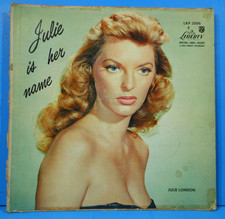 Julie
is her
name
LRP 3006
LIBERTY
JULIE LONDON